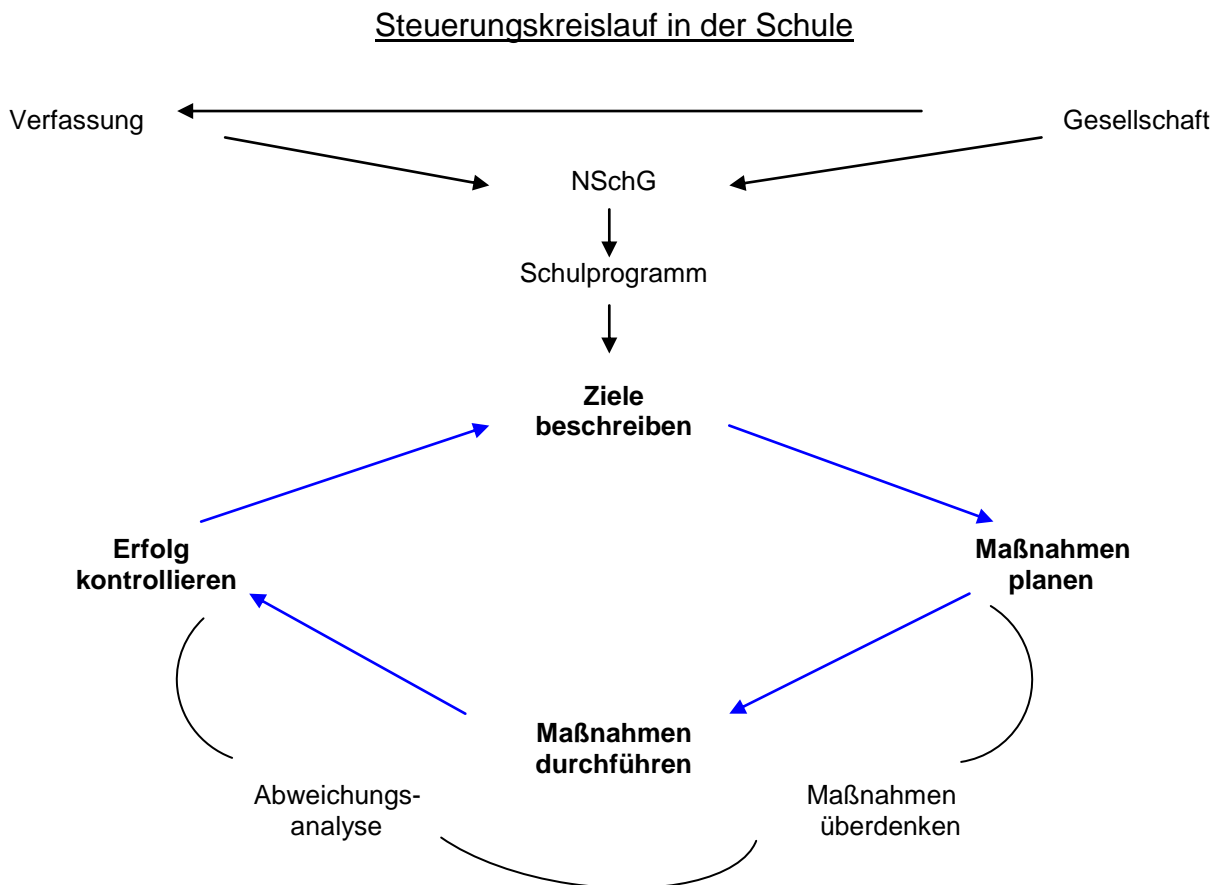 Steuerungskreislauf in der Schule
Verfassung
Gesellschaft
NSchG
Schulprogramm
Ziele
beschreiben
Erfolg
kontrollieren
Maßnahmen
planen
Maßnahmen
durchführen
Abweichungs-
analyse
Maßnahmen
überdenken